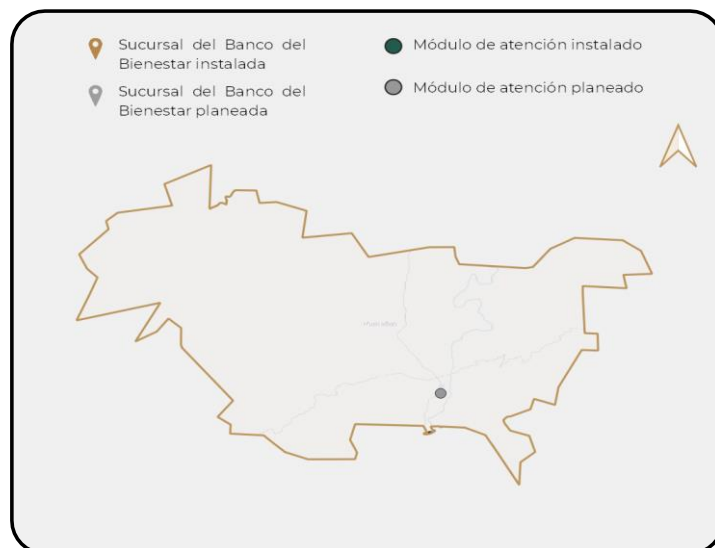 Sucursal del Banco del
Bienestar instalada
Sucursal del Banco del
Bienestar planeada
Módulo de atención instalado
Módulo de atención planeado